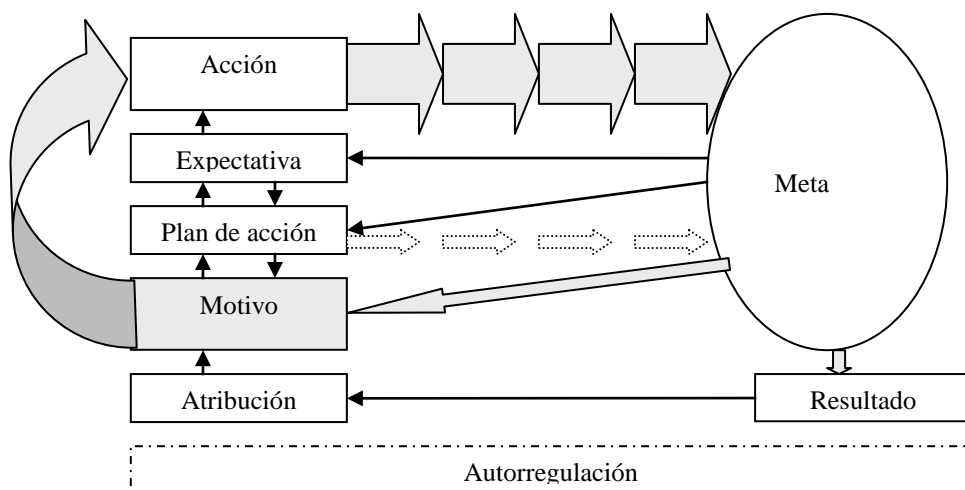 Acción
Expectativa
Meta
Plan de acción
Motivo
Atribución
Resultado
Autorregulación